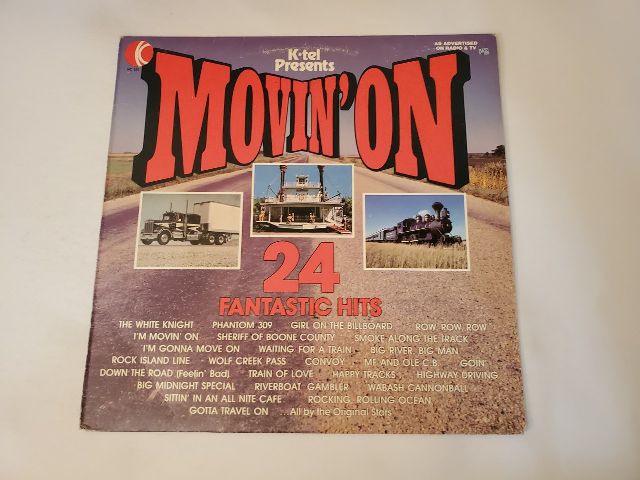 K-tel
Presents
AS ADVERTISED
ON RADIO & TV
K
MOVIN' ON
24
FANTASTIC HITS
THE WHITE KNIGHT PHANTOM 309 GIRL ON THE BILLBOARD ROW, ROW, ROW
I'M MOVIN' ON SHERIFF OF BOONE COUNTY SMOKE ALONG THE TRACK
I'M GONNA MOVE ON WAITING FOR A TRAIN BIG RIVER, BIG MAN
ROCK ISLAND LINE WOLF CREEK PASS CONVOY ME AND OLE C.B. GOIN'
DOWN THE ROAD (Feelin' Bad) TRAIN OF LOVE HAPPY TRACKS HIGHWAY DRIVING
BIG MIDNIGHT SPECIAL RIVERBOAT GAMBLER WABASH CANNONBALL
SITTIN' IN AN ALL NITE CAFE ROCKING, ROLLING OCEAN
GOTTA TRAVEL ON ...All by the Original Stars